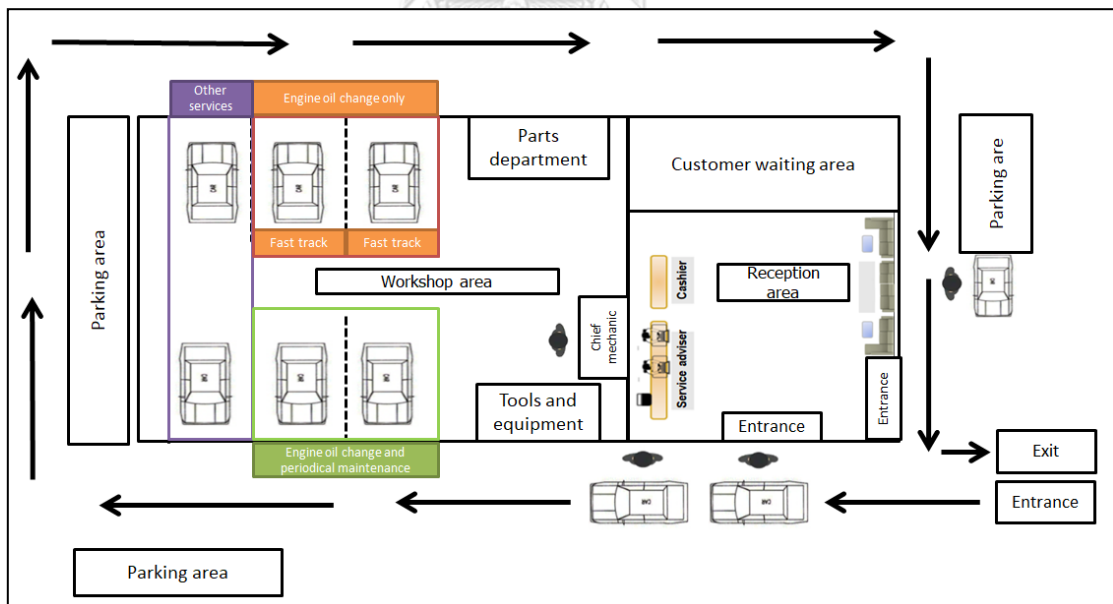 Other
services
Engine oil change only
Parts
department
Customer waiting area
Parking are
Parking area
Fast track
Fast track
Workshop area
Reception
area
Cashier
Chief
mechanic
Service adviser
Tools and
equipment
Entrance
Entrance
Engine oil change and
periodical maintenance
Exit
Entrance
Parking area
CAR
CAR